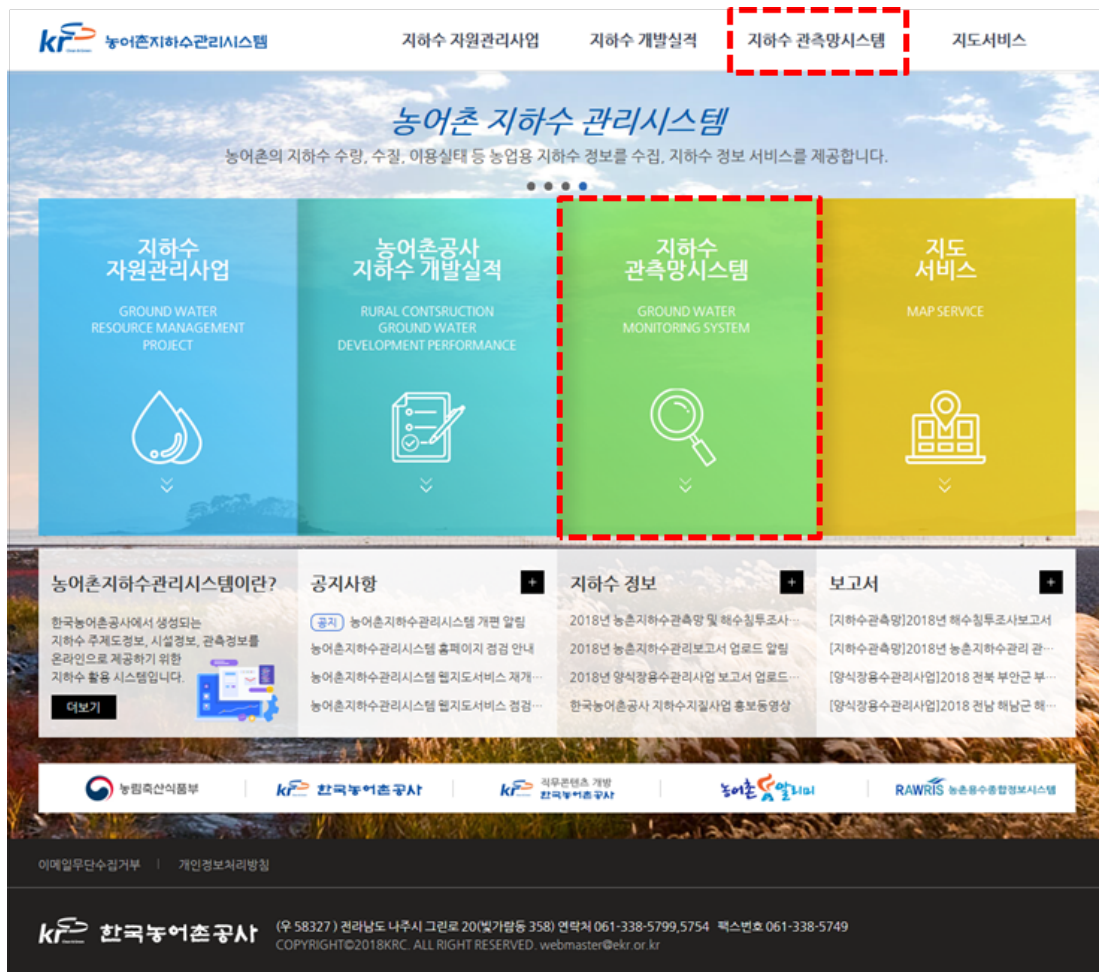 농어촌지하수관리시스템
지하수 자원관리사업
지하수 개발실적
지하수 관측망시스템
지도서비스
농어촌 지하수 관리시스템
농어촌의 지하수 수량, 수질, 이용실태 등 농업용 지하수 정보를 수집, 지하수 정보 서비스를 제공합니다.
지하수
자원관리사업
GROUND WATER
RESOURCE MANAGEMENT
PROJECT
농어촌공사
지하수 개발실적
RURAL CONTSRUCTION
GROUND WATER
DEVELOPMENT PERFORMANCE
지하수
관측망시스템
GROUND WATER
MONITORING SYSTEM
지도
서비스
MAP SERVICE
농어촌지하수관리시스템이란?
한국농어촌공사에서 생성되는
지하수 주제도정보, 시설정보, 관측정보를
온라인으로 제공하기 위한
지하수 활용 시스템입니다.
더보기
공지사항 +
공지 농어촌지하수관리시스템 개편 알림
농어촌지하수관리시스템 홈페이지 점검 안내
농어촌지하수관리시스템 웹지도서비스 재개…
농어촌지하수관리시스템 웹지도서비스 점검…
지하수 정보 +
2018년 농촌지하수관측망 및 해수침투조사…
2018년 농촌지하수관리보고서 업로드 알림
2018년 양식장용수관리사업 보고서 업로드…
한국농어촌공사 지하수지질사업 홍보동영상
보고서 +
[지하수관측망]2018년 해수침투조사보고서
[지하수관측망]2018년 농촌지하수관리 관…
[양식장용수관리사업]2018 전북 부안군 부…
[양식장용수관리사업]2018 전남 해남군 해…
농림축산식품부
kr 한국농어촌공사
kr 직무콘텐츠 개발
한국농어촌공사
농어촌알리미
RAWRIS 농촌용수종합정보시스템
이메일무단수집거부 | 개인정보처리방침
kr 한국농어촌공사
(우 58327 ) 전라남도 나주시 그린로 20(빛가람동 358) 연락처 061-338-5799,5754 팩스번호 061-338-5749
COPYRIGHT©2018KRC. ALL RIGHT RESERVED. webmaster@ekr.or.kr